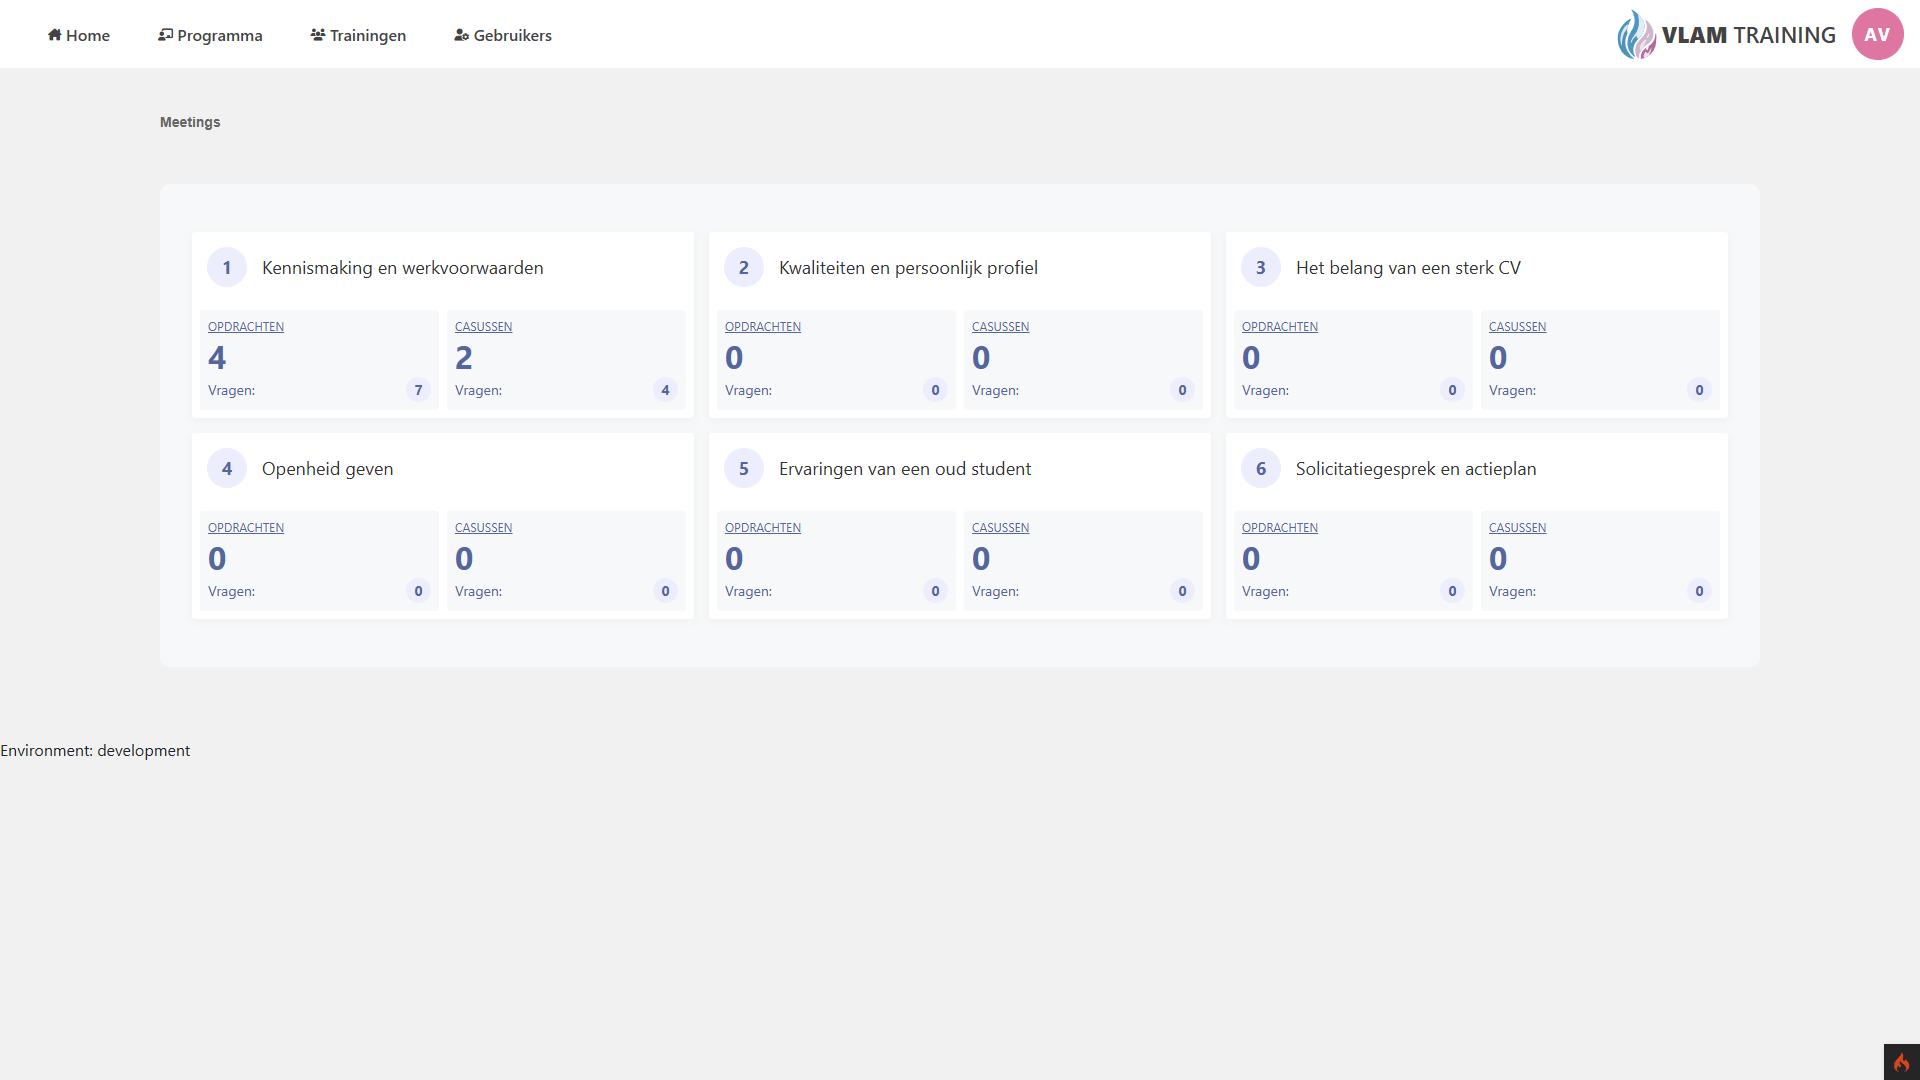 Home Programma Trainingen Gebruikers VLAM TRAINING AV
Meetings
1 Kennismaking en werkvoorwaarden
OPDRACHTEN CASUSSEN
4 2
Vragen: 7 Vragen: 4
2 Kwaliteiten en persoonlijk profiel
OPDRACHTEN CASUSSEN
0 0
Vragen: 0 Vragen: 0
3 Het belang van een sterk CV
OPDRACHTEN CASUSSEN
0 0
Vragen: 0 Vragen: 0
4 Openheid geven
OPDRACHTEN CASUSSEN
0 0
Vragen: 0 Vragen: 0
5 Ervaringen van een oud student
OPDRACHTEN CASUSSEN
0 0
Vragen: 0 Vragen: 0
6 Solicitatiegesprek en actieplan
OPDRACHTEN CASUSSEN
0 0
Vragen: 0 Vragen: 0
Environment: development